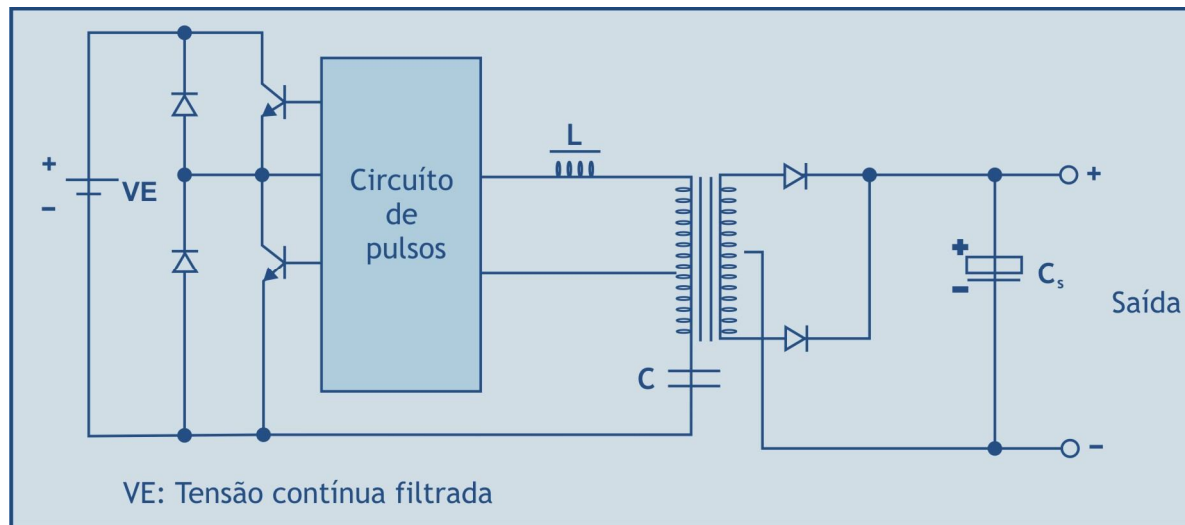 +
VE
−
Circuíto
de
pulsos
L
C
+
−
Cs
+
Saída
−
VE: Tensão contínua filtrada